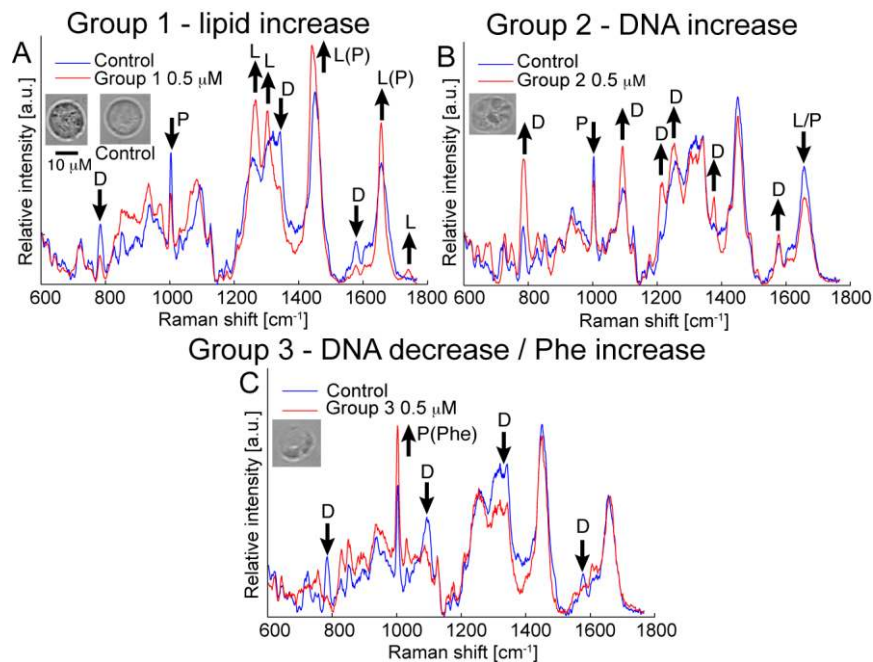 Group 1 - lipid increase
A
Control
Group 1 0.5 μM
10 μM
Control
D
P
L
L
D
L(P)
D
L(P)
L
Relative intensity [a.u.]
600 800 1000 1200 1400 1600 1800
Raman shift [cm⁻¹]
Group 2 - DNA increase
B
Control
Group 2 0.5 μM
D
P
D
D
D
D
D
L/P
Relative intensity [a.u.]
600 800 1000 1200 1400 1600 1800
Raman shift [cm⁻¹]
Group 3 - DNA decrease / Phe increase
C
Control
Group 3 0.5 μM
D
P(Phe)
D
D
D
Relative intensity [a.u.]
600 800 1000 1200 1400 1600 1800
Raman shift [cm⁻¹]